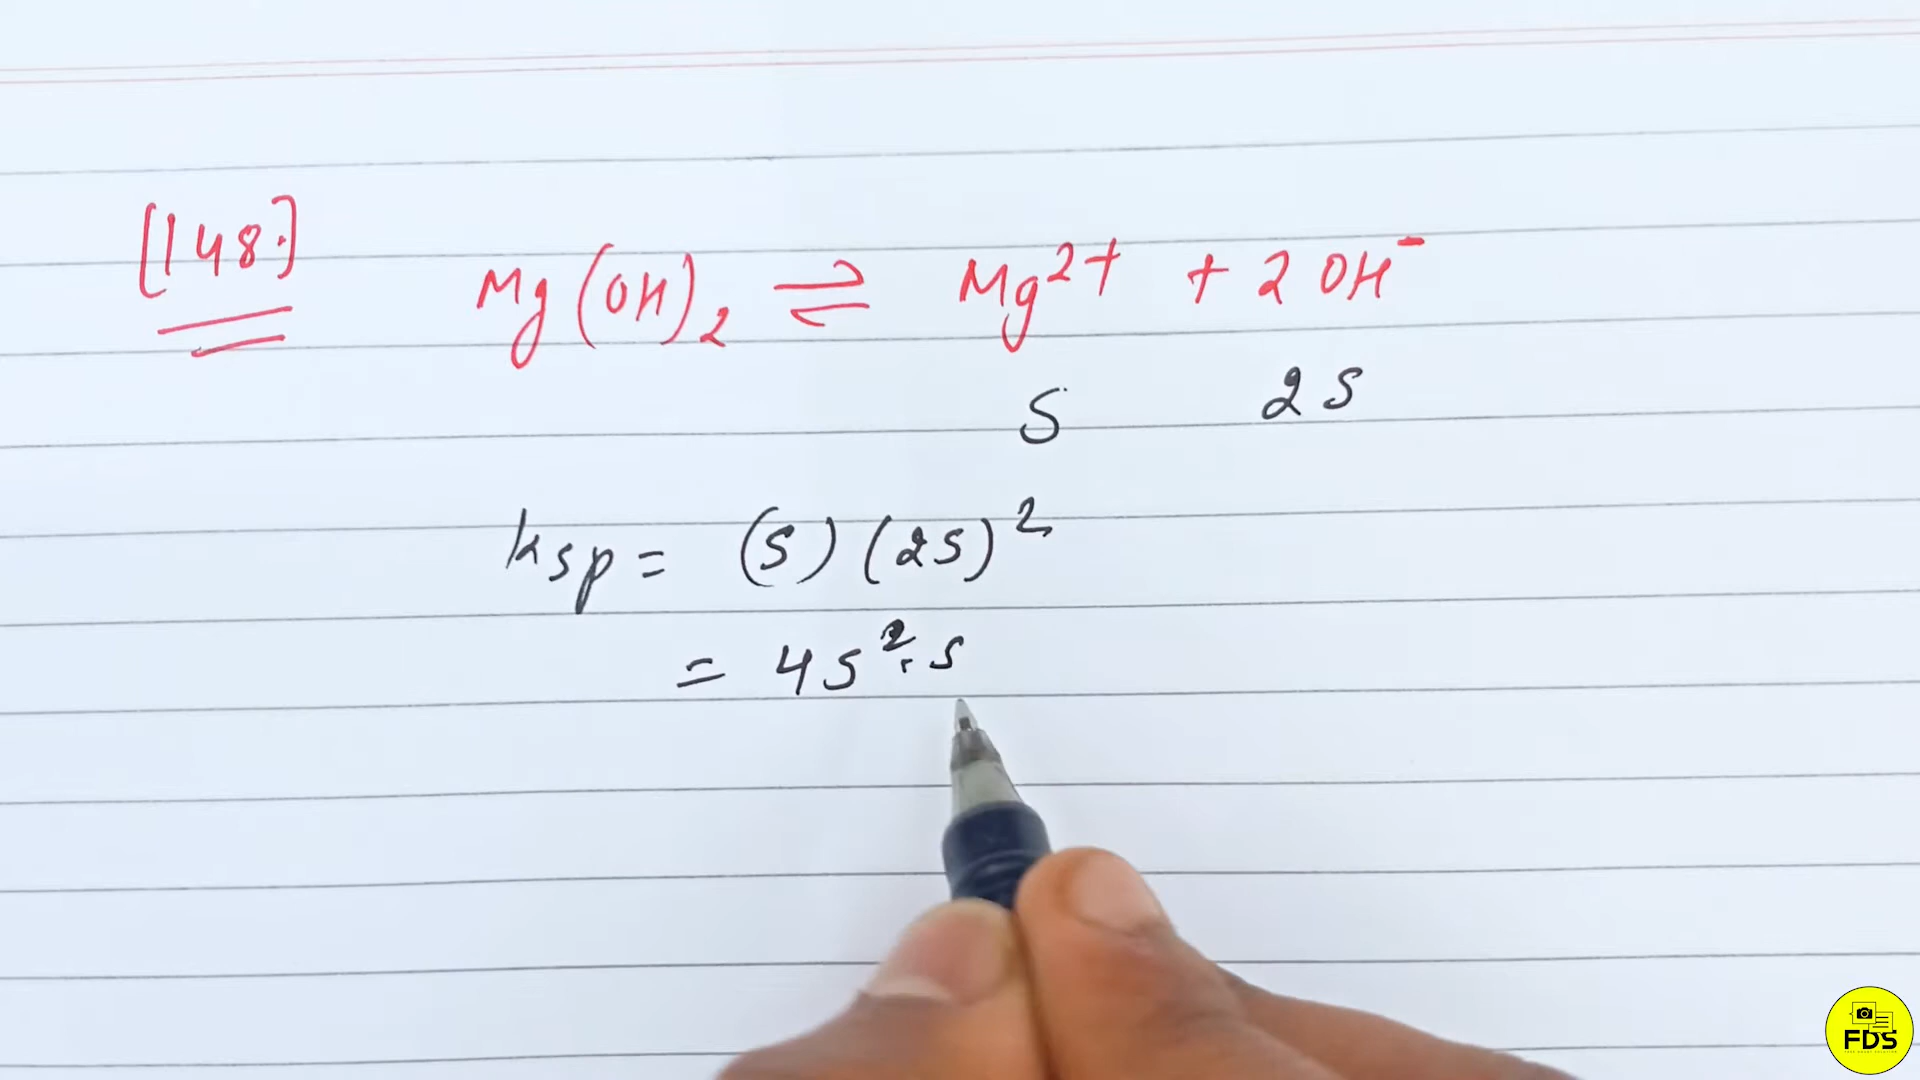 [148.] Mg(OH)₂ ⇌ Mg²⁺ + 2OH⁻
S 2S
ksp = (S)(2S)²
= 4S²·S
FDS